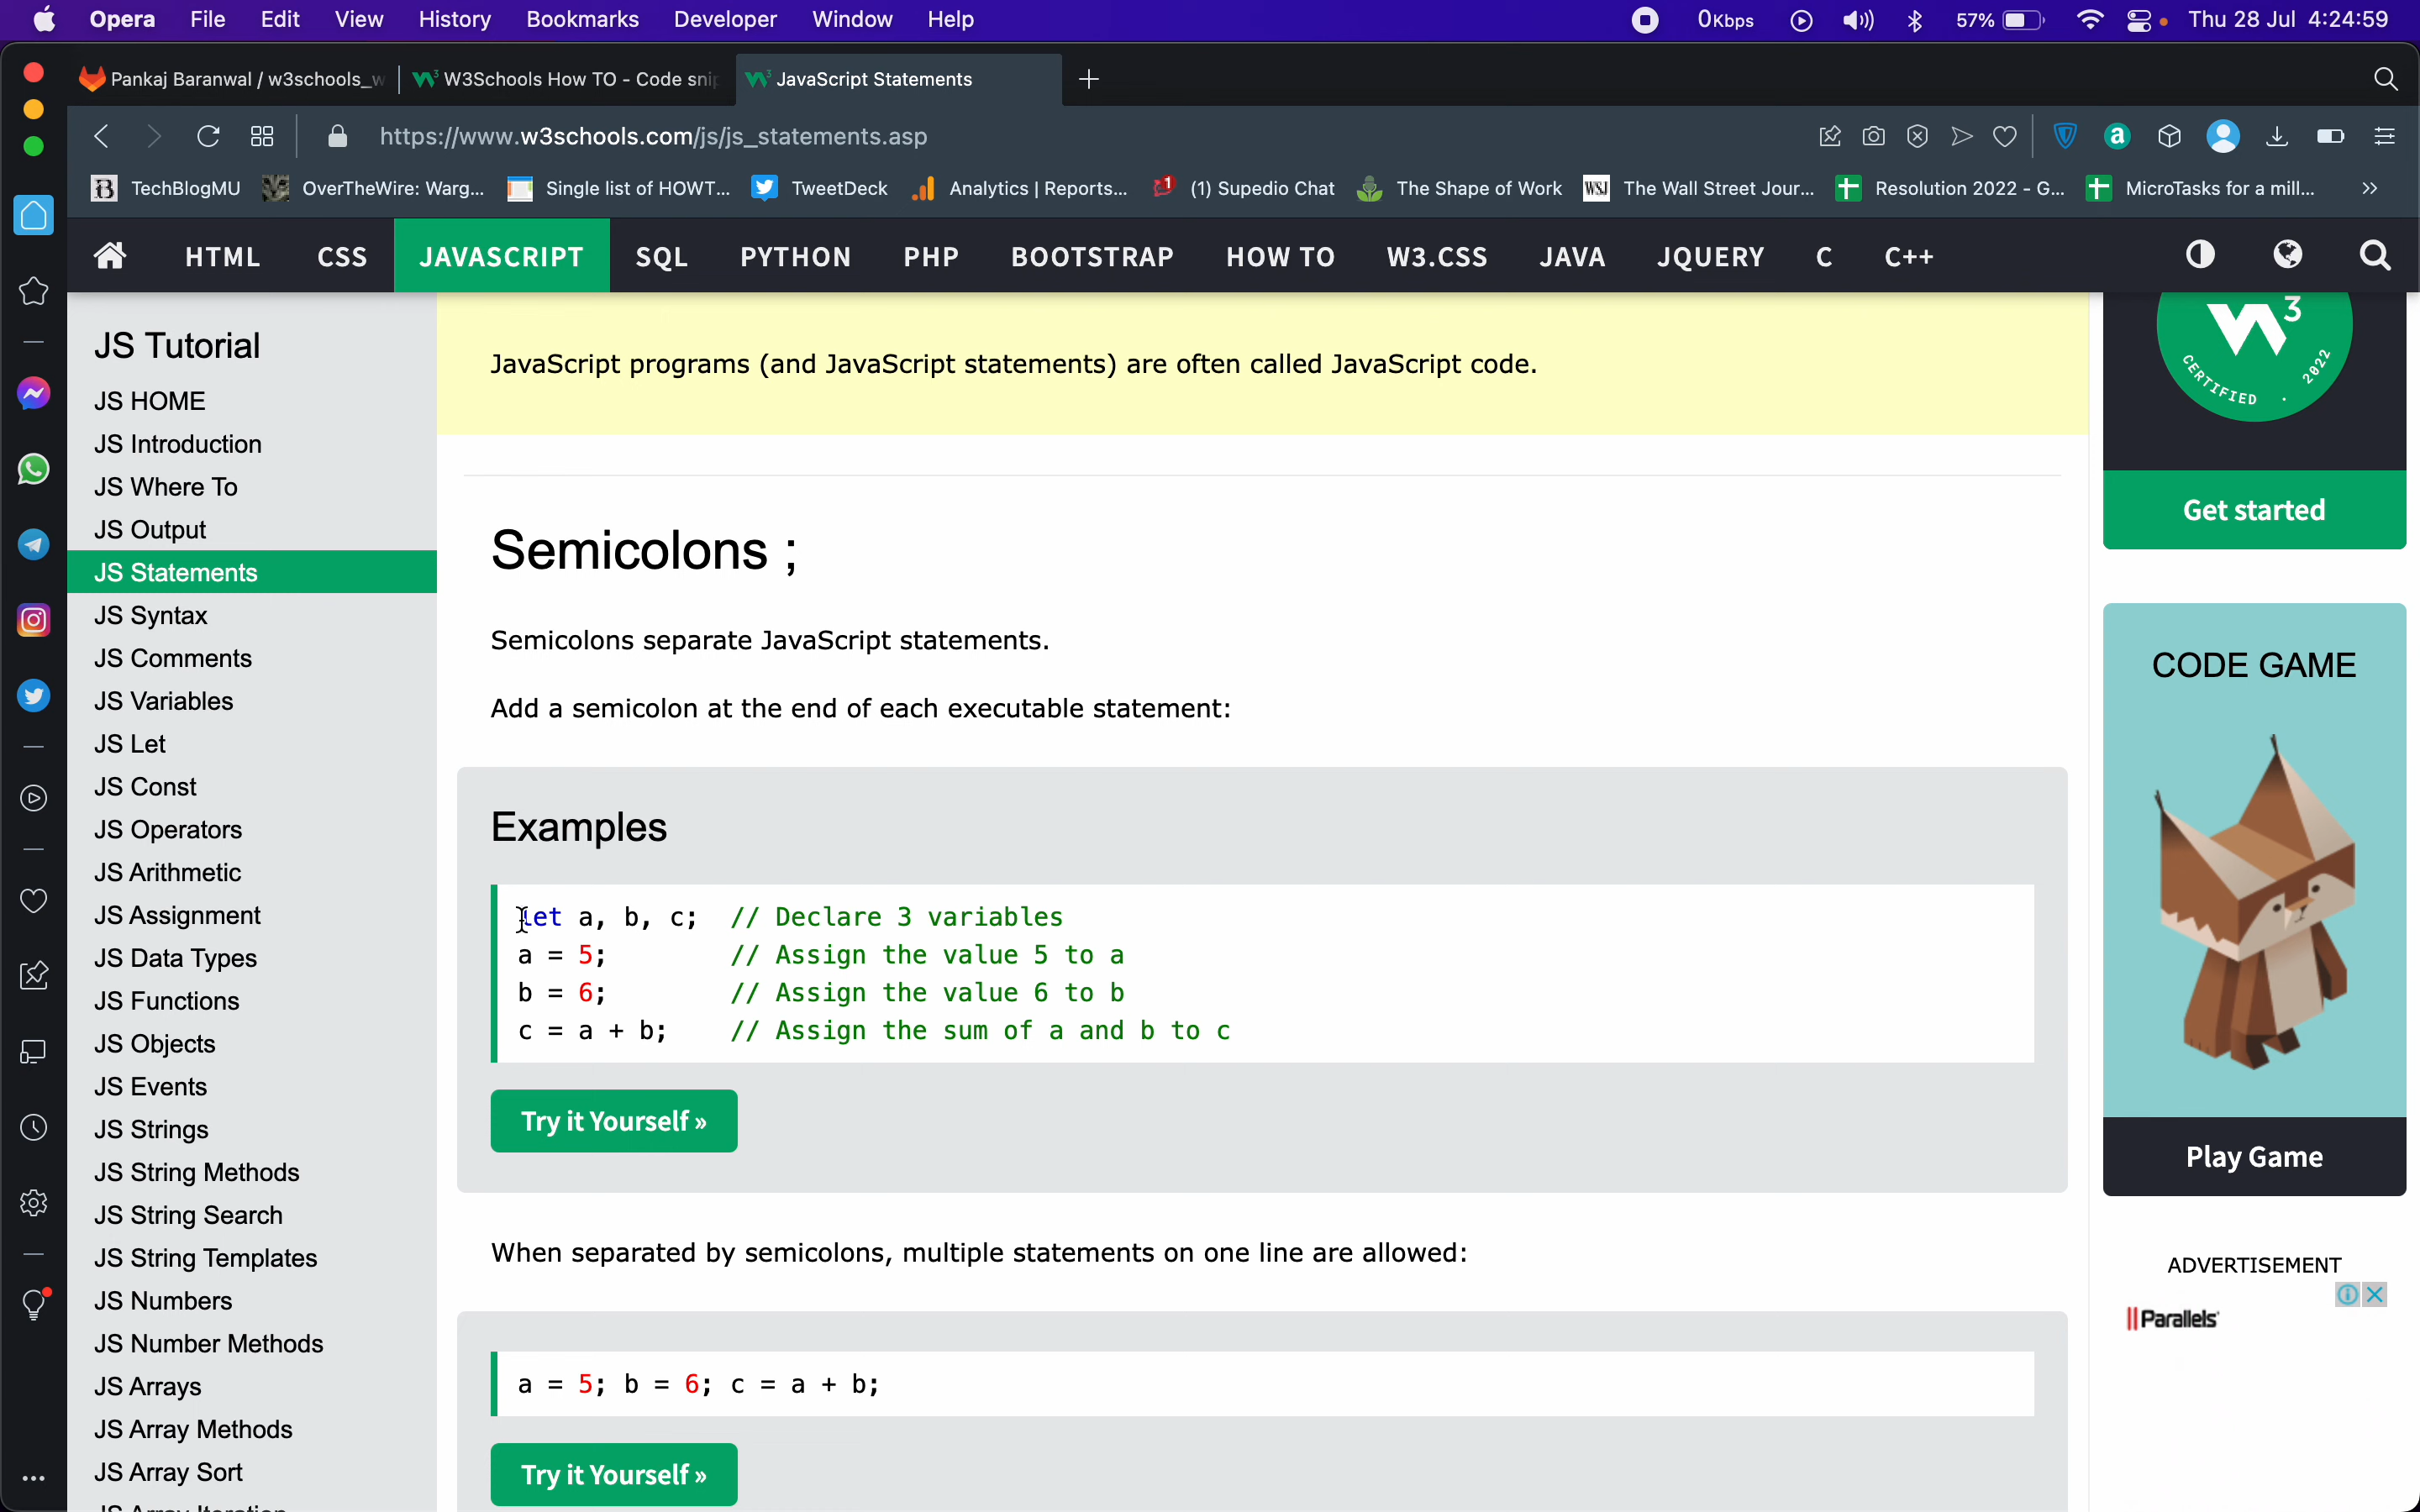 Opera File Edit View History Bookmarks Developer Window Help 0Kbps 57% Thu 28 Jul 4:24:59
Pankaj Baranwal / w3schools_w W3Schools How TO - Code snip JavaScript Statements
https://www.w3schools.com/js/js_statements.asp
TechBlogMU OverTheWire: Warg... Single list of HOWT... TweetDeck Analytics | Reports... (1) Supedio Chat The Shape of Work WSJ The Wall Street Jour... Resolution 2022 - G... MicroTasks for a mill... »
HTML CSS JAVASCRIPT SQL PYTHON PHP BOOTSTRAP HOW TO W3.CSS JAVA JQUERY C C++
JS Tutorial
JS HOME
JS Introduction
JS Where To
JS Output
JS Statements
JS Syntax
JS Comments
JS Variables
JS Let
JS Const
JS Operators
JS Arithmetic
JS Assignment
JS Data Types
JS Functions
JS Objects
JS Events
JS Strings
JS String Methods
JS String Search
JS String Templates
JS Numbers
JS Number Methods
JS Arrays
JS Array Methods
JS Array Sort
JavaScript programs (and JavaScript statements) are often called JavaScript code.
Semicolons ;
Semicolons separate JavaScript statements.
Add a semicolon at the end of each executable statement:
Examples
let a, b, c; // Declare 3 variables
a = 5; // Assign the value 5 to a
b = 6; // Assign the value 6 to b
c = a + b; // Assign the sum of a and b to c
Try it Yourself »
When separated by semicolons, multiple statements on one line are allowed:
a = 5; b = 6; c = a + b;
Try it Yourself »
W3
CERTIFIED . 2022
Get started
CODE GAME
Play Game
ADVERTISEMENT
Parallels